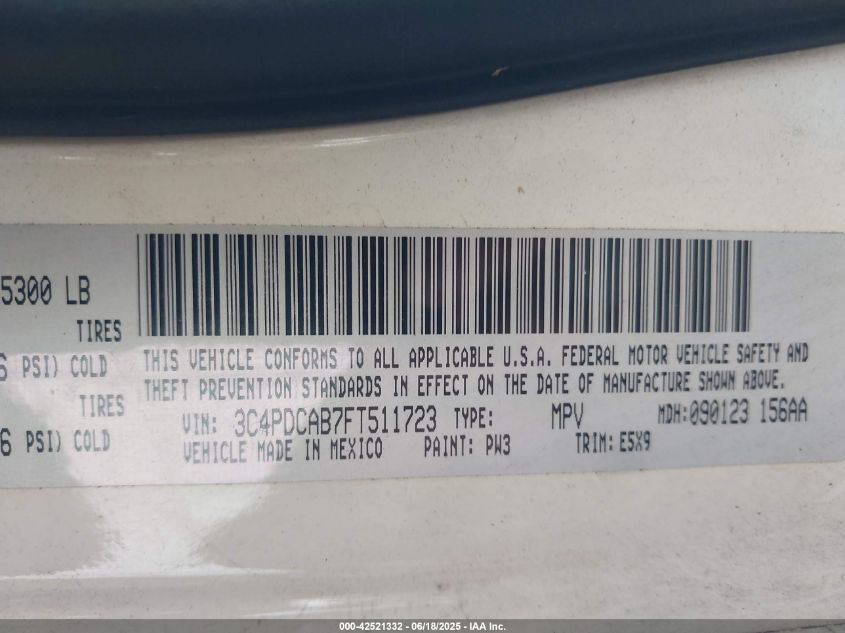 5300 LB
TIRES
6 PSI) COLD
TIRES
6 PSI) COLD
THIS VEHICLE CONFORMS TO ALL APPLICABLE U.S.A. FEDERAL MOTOR VEHICLE SAFETY AND
THEFT PREVENTION STANDARDS IN EFFECT ON THE DATE OF MANUFACTURE SHOWN ABOVE.
VIN: 3C4PDCAB7FT511723 TYPE: MPV MDH:090123 156AA
VEHICLE MADE IN MEXICO PAINT: PW3 TRIM: E5X9
000-42521332 - 06/18/2025 - IAA Inc.